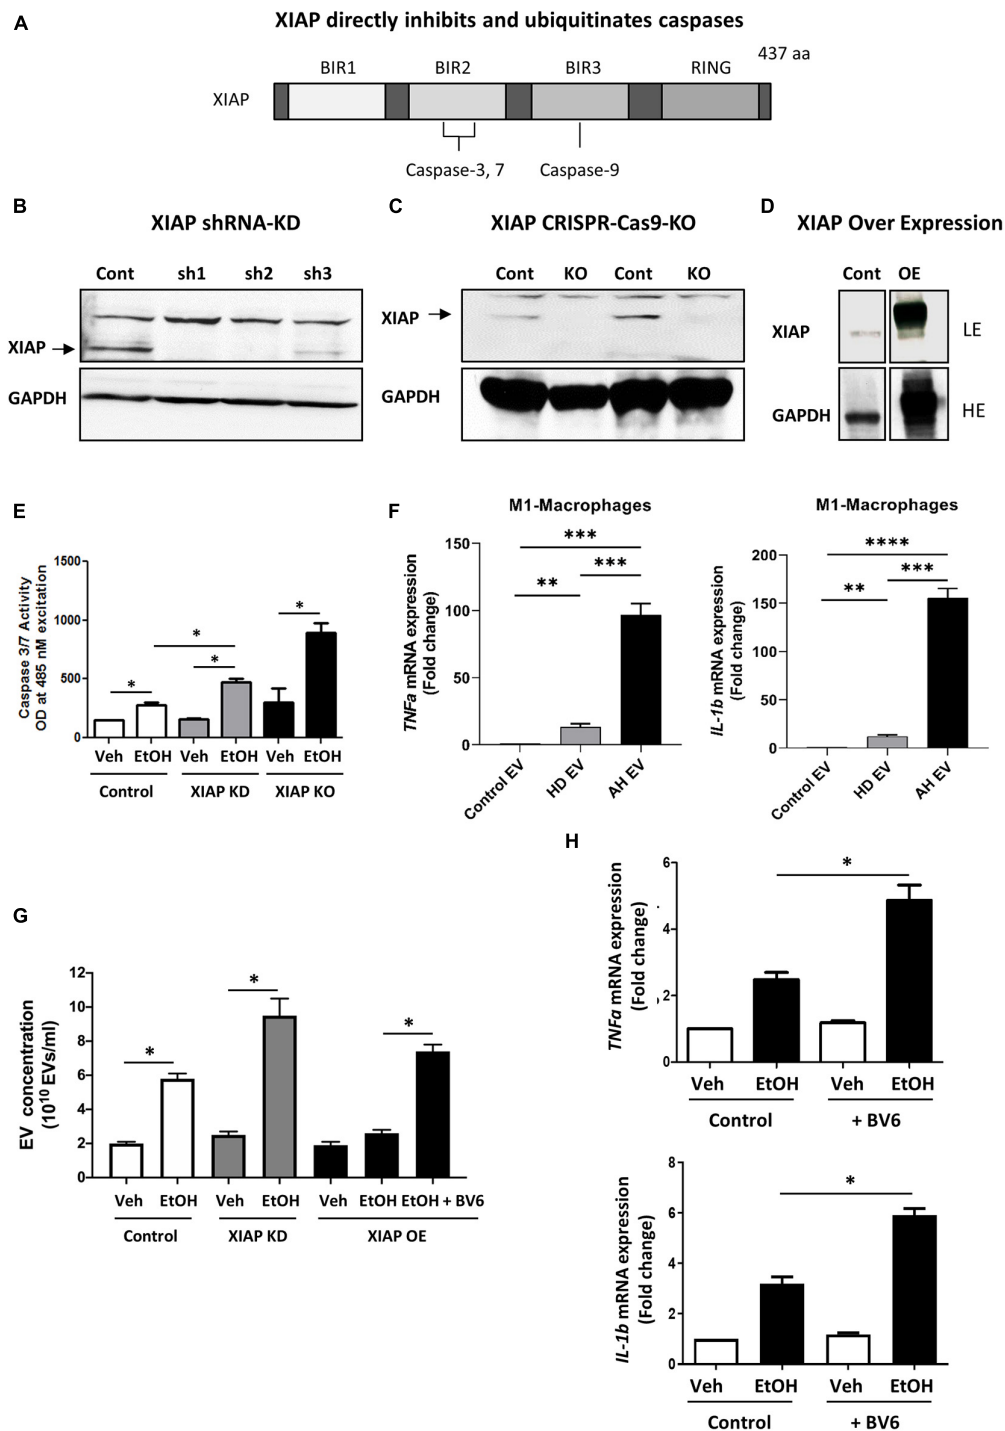 A
XIAP directly inhibits and ubiquitinates caspases
437 aa
BIR1 BIR2 BIR3 RING
XIAP
Caspase-3, 7 Caspase-9
B
XIAP shRNA-KD
Cont sh1 sh2 sh3
XIAP
GAPDH
C
XIAP CRISPR-Cas9-KO
Cont KO Cont KO
XIAP
GAPDH
D
XIAP Over Expression
Cont OE
XIAP LE
GAPDH HE
E
Caspase 3/7 Activity
OD at 485 nM excitation
1500
1000
500
0
* * * *
Veh EtOH Veh EtOH Veh EtOH
Control XIAP KD XIAP KO
F
M1-Macrophages
TNFa mRNA expression
(Fold change)
150
100
50
0
***
** ***
Control EV HD EV AH EV
M1-Macrophages
IL-1b mRNA expression
(Fold change)
200
150
100
50
0
****
** ***
Control EV HD EV AH EV
G
EV concentration
(10^10 EVs/ml)
12
10
8
6
4
2
0
* * *
Veh EtOH Veh EtOH Veh EtOH EtOH + BV6
Control XIAP KD XIAP OE
H
TNFa mRNA expression
(Fold change)
6
4
2
0
*
Veh EtOH Veh EtOH
Control + BV6
IL-1b mRNA expression
(Fold change)
8
6
4
2
0
*
Veh EtOH Veh EtOH
Control + BV6